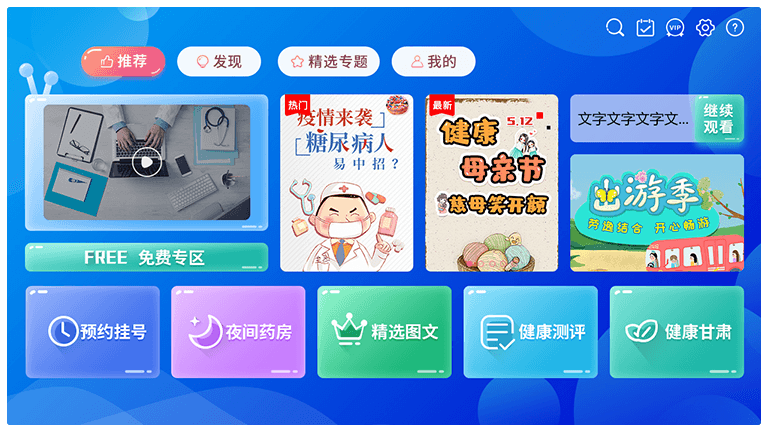 VIP
?
推荐
发现
精选专题
我的
热门
疫情来袭
糖尿病人
易中招?
最新
5.12
健康
母亲节
慈母笑开颜
文字文字文字文...
继续
观看
出游季
劳逸结合 开心畅游
FREE 免费专区
预约挂号
夜间药房
精选图文
健康测评
健康甘肃